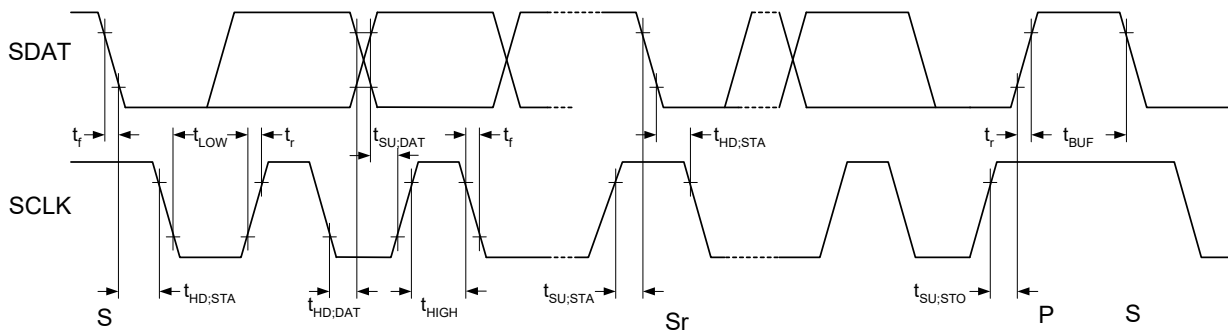 SDAT
t_f t_LOW t_r t_SU;DAT t_f t_HD;STA t_r t_BUF
SCLK
t_HD;STA t_HD;DAT t_HIGH t_SU;STA t_SU;STO
S Sr P S